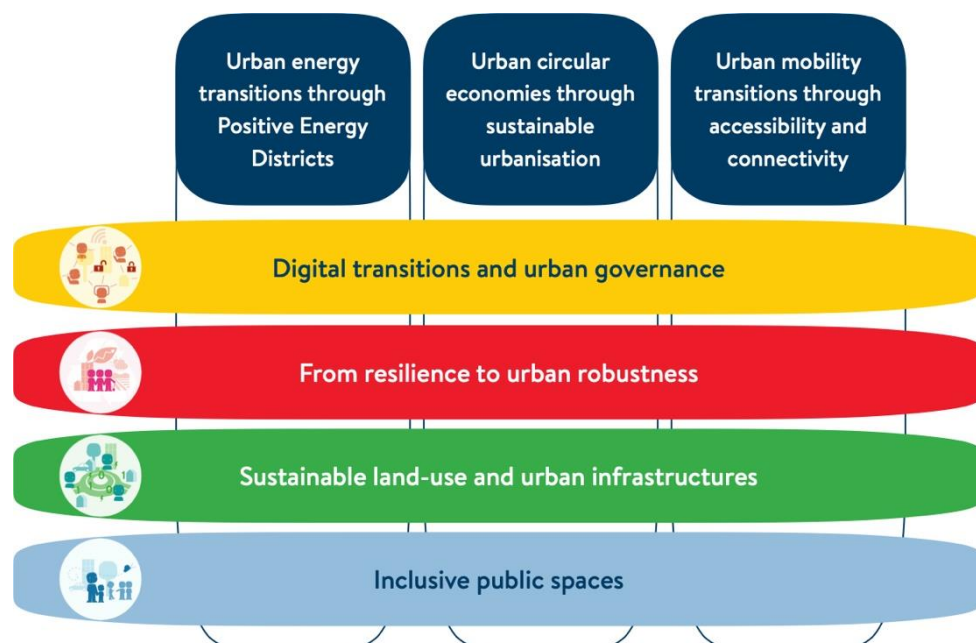 Urban energy
transitions through
Positive Energy
Districts
Urban circular
economies through
sustainable
urbanisation
Urban mobility
transitions through
accessibility and
connectivity
Digital transitions and urban governance
From resilience to urban robustness
Sustainable land-use and urban infrastructures
Inclusive public spaces